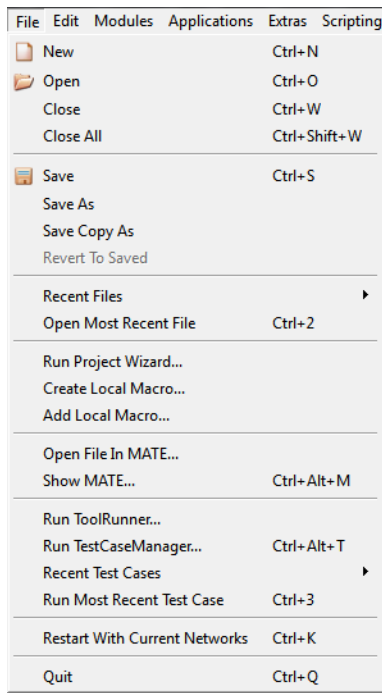 File Edit Modules Applications Extras Scripting
New Ctrl+N
Open Ctrl+O
Close Ctrl+W
Close All Ctrl+Shift+W
Save Ctrl+S
Save As
Save Copy As
Revert To Saved
Recent Files
Open Most Recent File Ctrl+2
Run Project Wizard...
Create Local Macro...
Add Local Macro...
Open File In MATE...
Show MATE... Ctrl+Alt+M
Run ToolRunner...
Run TestCaseManager... Ctrl+Alt+T
Recent Test Cases
Run Most Recent Test Case Ctrl+3
Restart With Current Networks Ctrl+K
Quit Ctrl+Q